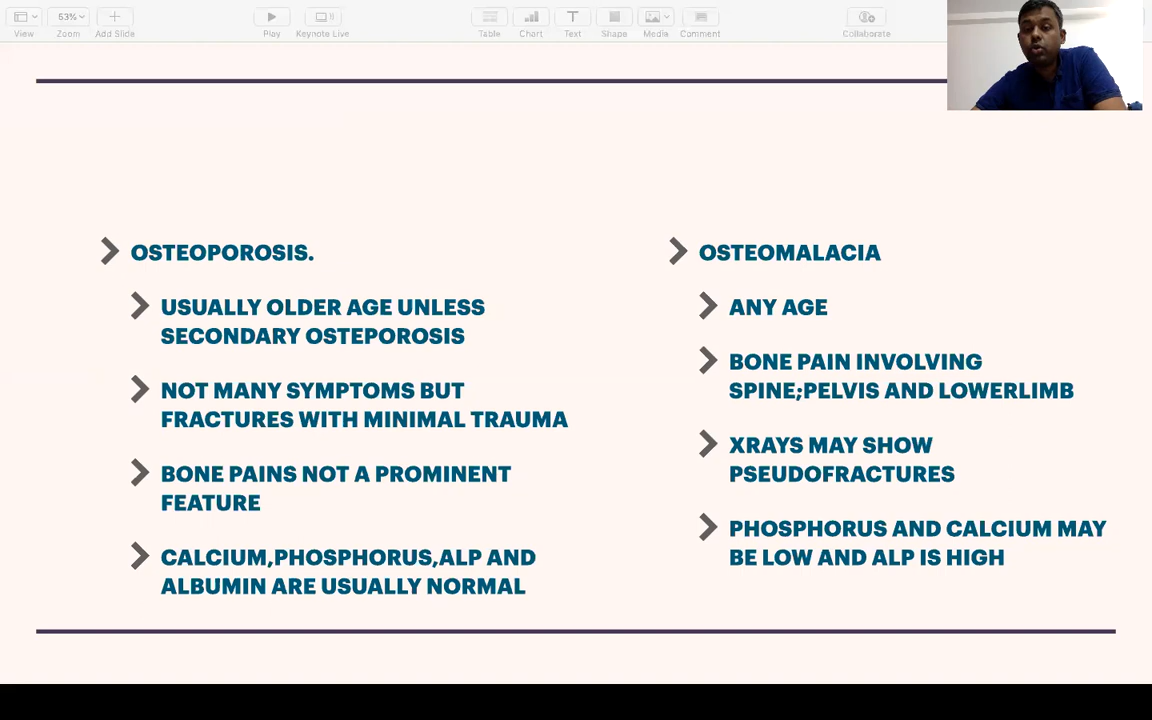 53%
View
Zoom
Add Slide
Play
Keynote Live
Table
Chart
Text
Shape
Media
Comment
Collaborate
OSTEOPOROSIS.
USUALLY OLDER AGE UNLESS
SECONDARY OSTEPOROSIS
NOT MANY SYMPTOMS BUT
FRACTURES WITH MINIMAL TRAUMA
BONE PAINS NOT A PROMINENT
FEATURE
CALCIUM,PHOSPHORUS,ALP AND
ALBUMIN ARE USUALLY NORMAL
OSTEOMALACIA
ANY AGE
BONE PAIN INVOLVING
SPINE;PELVIS AND LOWERLIMB
XRAYS MAY SHOW
PSEUDOFRACTURES
PHOSPHORUS AND CALCIUM MAY
BE LOW AND ALP IS HIGH